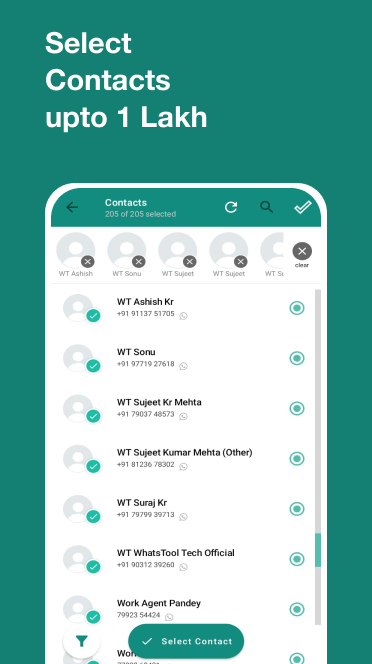 Select
Contacts
upto 1 Lakh
Contacts
205 of 205 selected
WT Ashish
WT Sonu
WT Sujeet
WT Sujeet
WT Su
clear
WT Ashish Kr
+91 91137 51705
WT Sonu
+91 97719 27618
WT Sujeet Kr Mehta
+91 79037 48573
WT Sujeet Kumar Mehta (Other)
+91 81236 78302
WT Suraj Kr
+91 79799 39713
WT WhatsTool Tech Official
+91 90312 39260
Work Agent Pandey
79923 54424
Select Contact